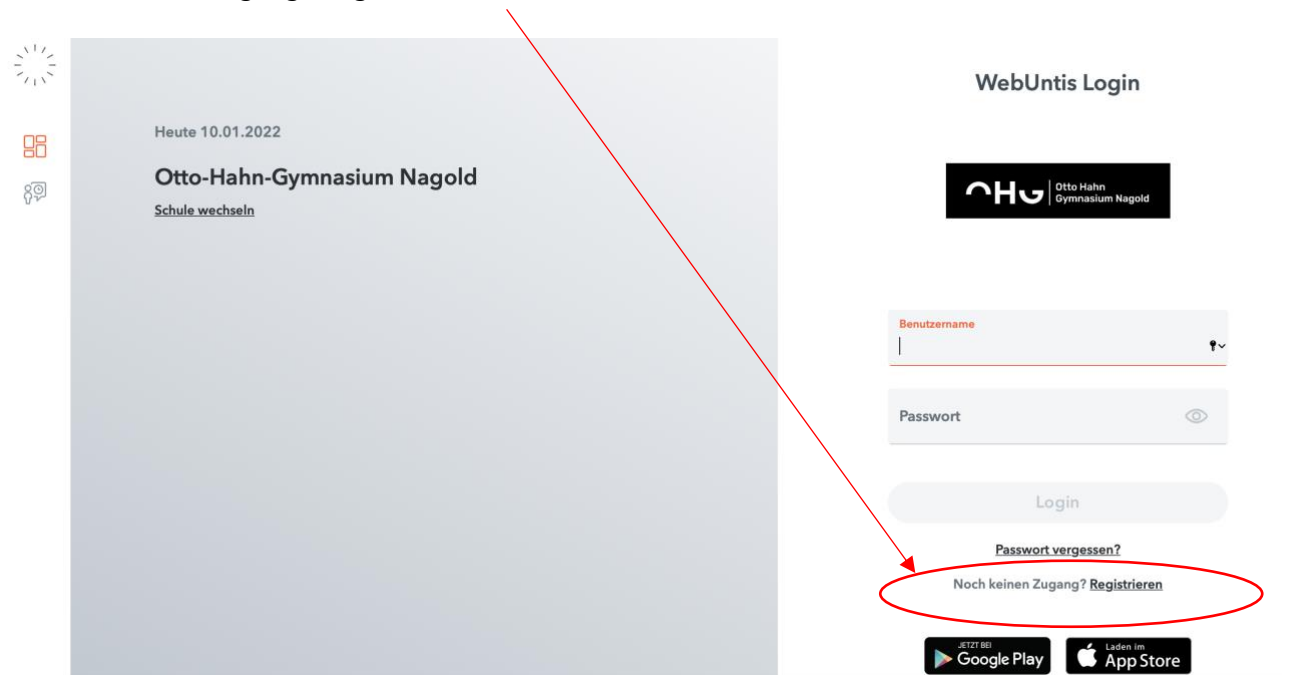 WebUntis Login
Heute 10.01.2022
Otto-Hahn-Gymnasium Nagold
Schule wechseln
OHG
Otto Hahn
Gymnasium Nagold
Benutzername
Passwort
Login
Passwort vergessen?
Noch keinen Zugang? Registrieren
JETZT BEI
Google Play
Laden im
App Store